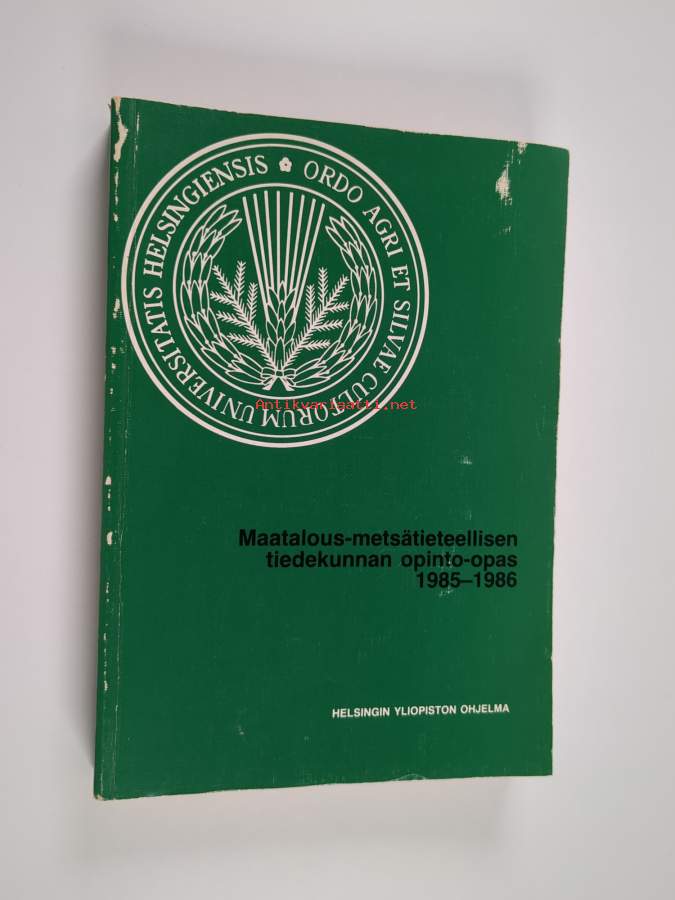 UNIVERSITATIS HELSINGIENSIS ORDO AGRI ET SILVAE CULTORUM
Antikvariaatti.net
Maatalous-metsätieteellisen
tiedekunnan opinto-opas
1985–1986
HELSINGIN YLIOPISTON OHJELMA